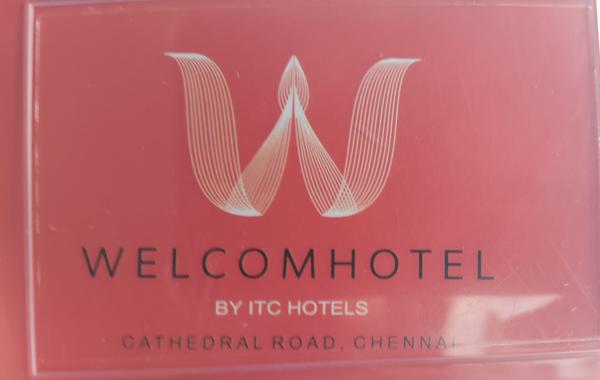 WELCOMHOTEL
BY ITC HOTELS
CATHEDRAL ROAD, CHENNAI